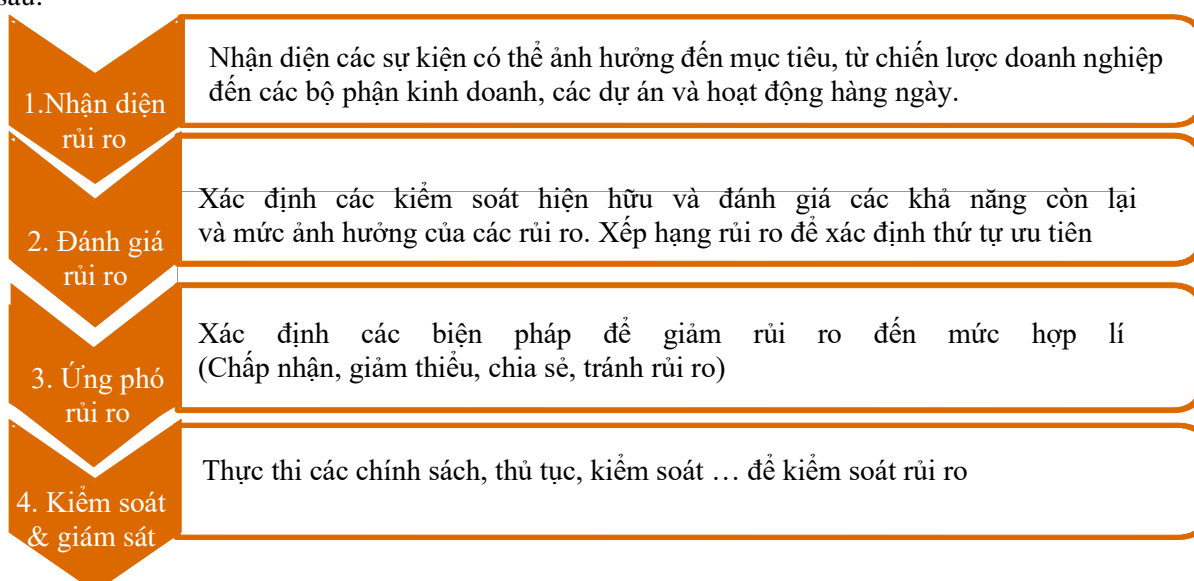 Nhận diện các sự kiện có thể ảnh hưởng đến mục tiêu, từ chiến lược doanh nghiệp
đến các bộ phận kinh doanh, các dự án và hoạt động hàng ngày.
1.Nhận diện
rủi ro
Xác định các kiểm soát hiện hữu và đánh giá các khả năng còn lại
và mức ảnh hưởng của các rủi ro. Xếp hạng rủi ro để xác định thứ tự ưu tiên
2. Đánh giá
rủi ro
Xác định các biện pháp để giảm rủi ro đến mức hợp lí
(Chấp nhận, giảm thiểu, chia sẻ, tránh rủi ro)
3. Ứng phó
rủi ro
Thực thi các chính sách, thủ tục, kiểm soát … để kiểm soát rủi ro
4. Kiểm soát
& giám sát